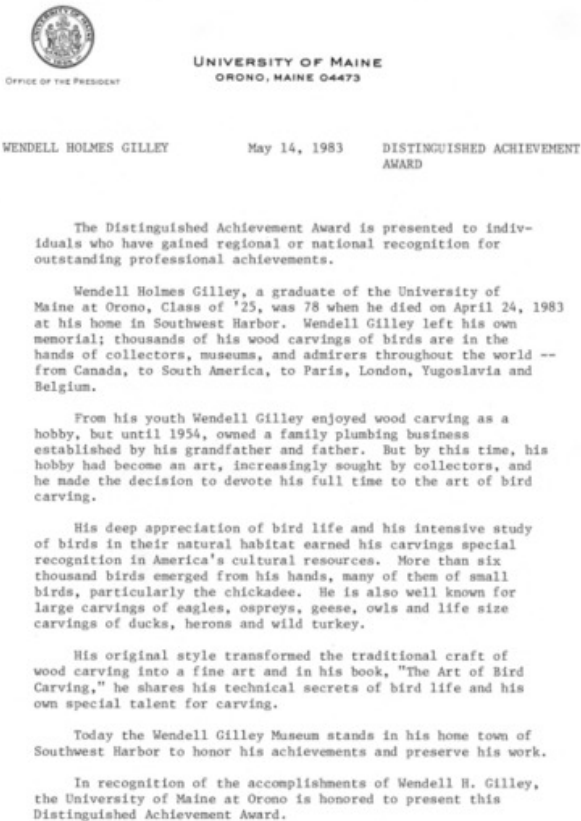 UNIVERSITY OF MAINE
OFFICE OF THE PRESIDENT
UNIVERSITY OF MAINE
ORONO, MAINE 04473
WENDELL HOLMES GILLEY May 14, 1983 DISTINGUISHED ACHIEVEMENT
AWARD
The Distinguished Achievement Award is presented to indiv-
iduals who have gained regional or national recognition for
outstanding professional achievements.
Wendell Holmes Gilley, a graduate of the University of
Maine at Orono, Class of '25, was 78 when he died on April 24, 1983
at his home in Southwest Harbor. Wendell Gilley left his own
memorial; thousands of his wood carvings of birds are in the
hands of collectors, museums, and admirers throughout the world --
from Canada, to South America, to Paris, London, Yugoslavia and
Belgium.
From his youth Wendell Gilley enjoyed wood carving as a
hobby, but until 1954, owned a family plumbing business
established by his grandfather and father. But by this time, his
hobby had become an art, increasingly sought by collectors, and
he made the decision to devote his full time to the art of bird
carving.
His deep appreciation of bird life and his intensive study
of birds in their natural habitat earned his carvings special
recognition in America's cultural resources. More than six
thousand birds emerged from his hands, many of them of small
birds, particularly the chickadee. He is also well known for
large carvings of eagles, ospreys, geese, owls and life size
carvings of ducks, herons and wild turkey.
His original style transformed the traditional craft of
wood carving into a fine art and in his book, "The Art of Bird
Carving," he shares his technical secrets of bird life and his
own special talent for carving.
Today the Wendell Gilley Museum stands in his home town of
Southwest Harbor to honor his achievements and preserve his work.
In recognition of the accomplishments of Wendell H. Gilley,
the University of Maine at Orono is honored to present this
Distinguished Achievement Award.